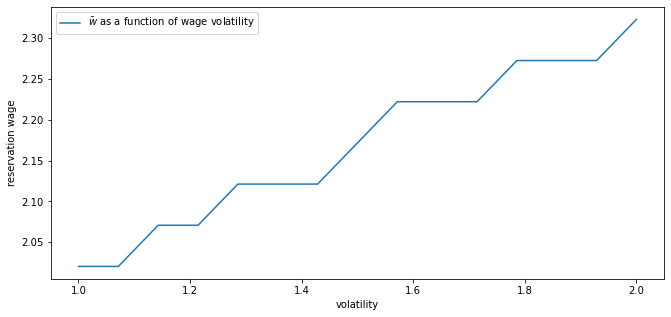 w̄ as a function of wage volatility
2.30
2.25
2.20
2.15
2.10
2.05
reservation wage
1.0 1.2 1.4 1.6 1.8 2.0
volatility